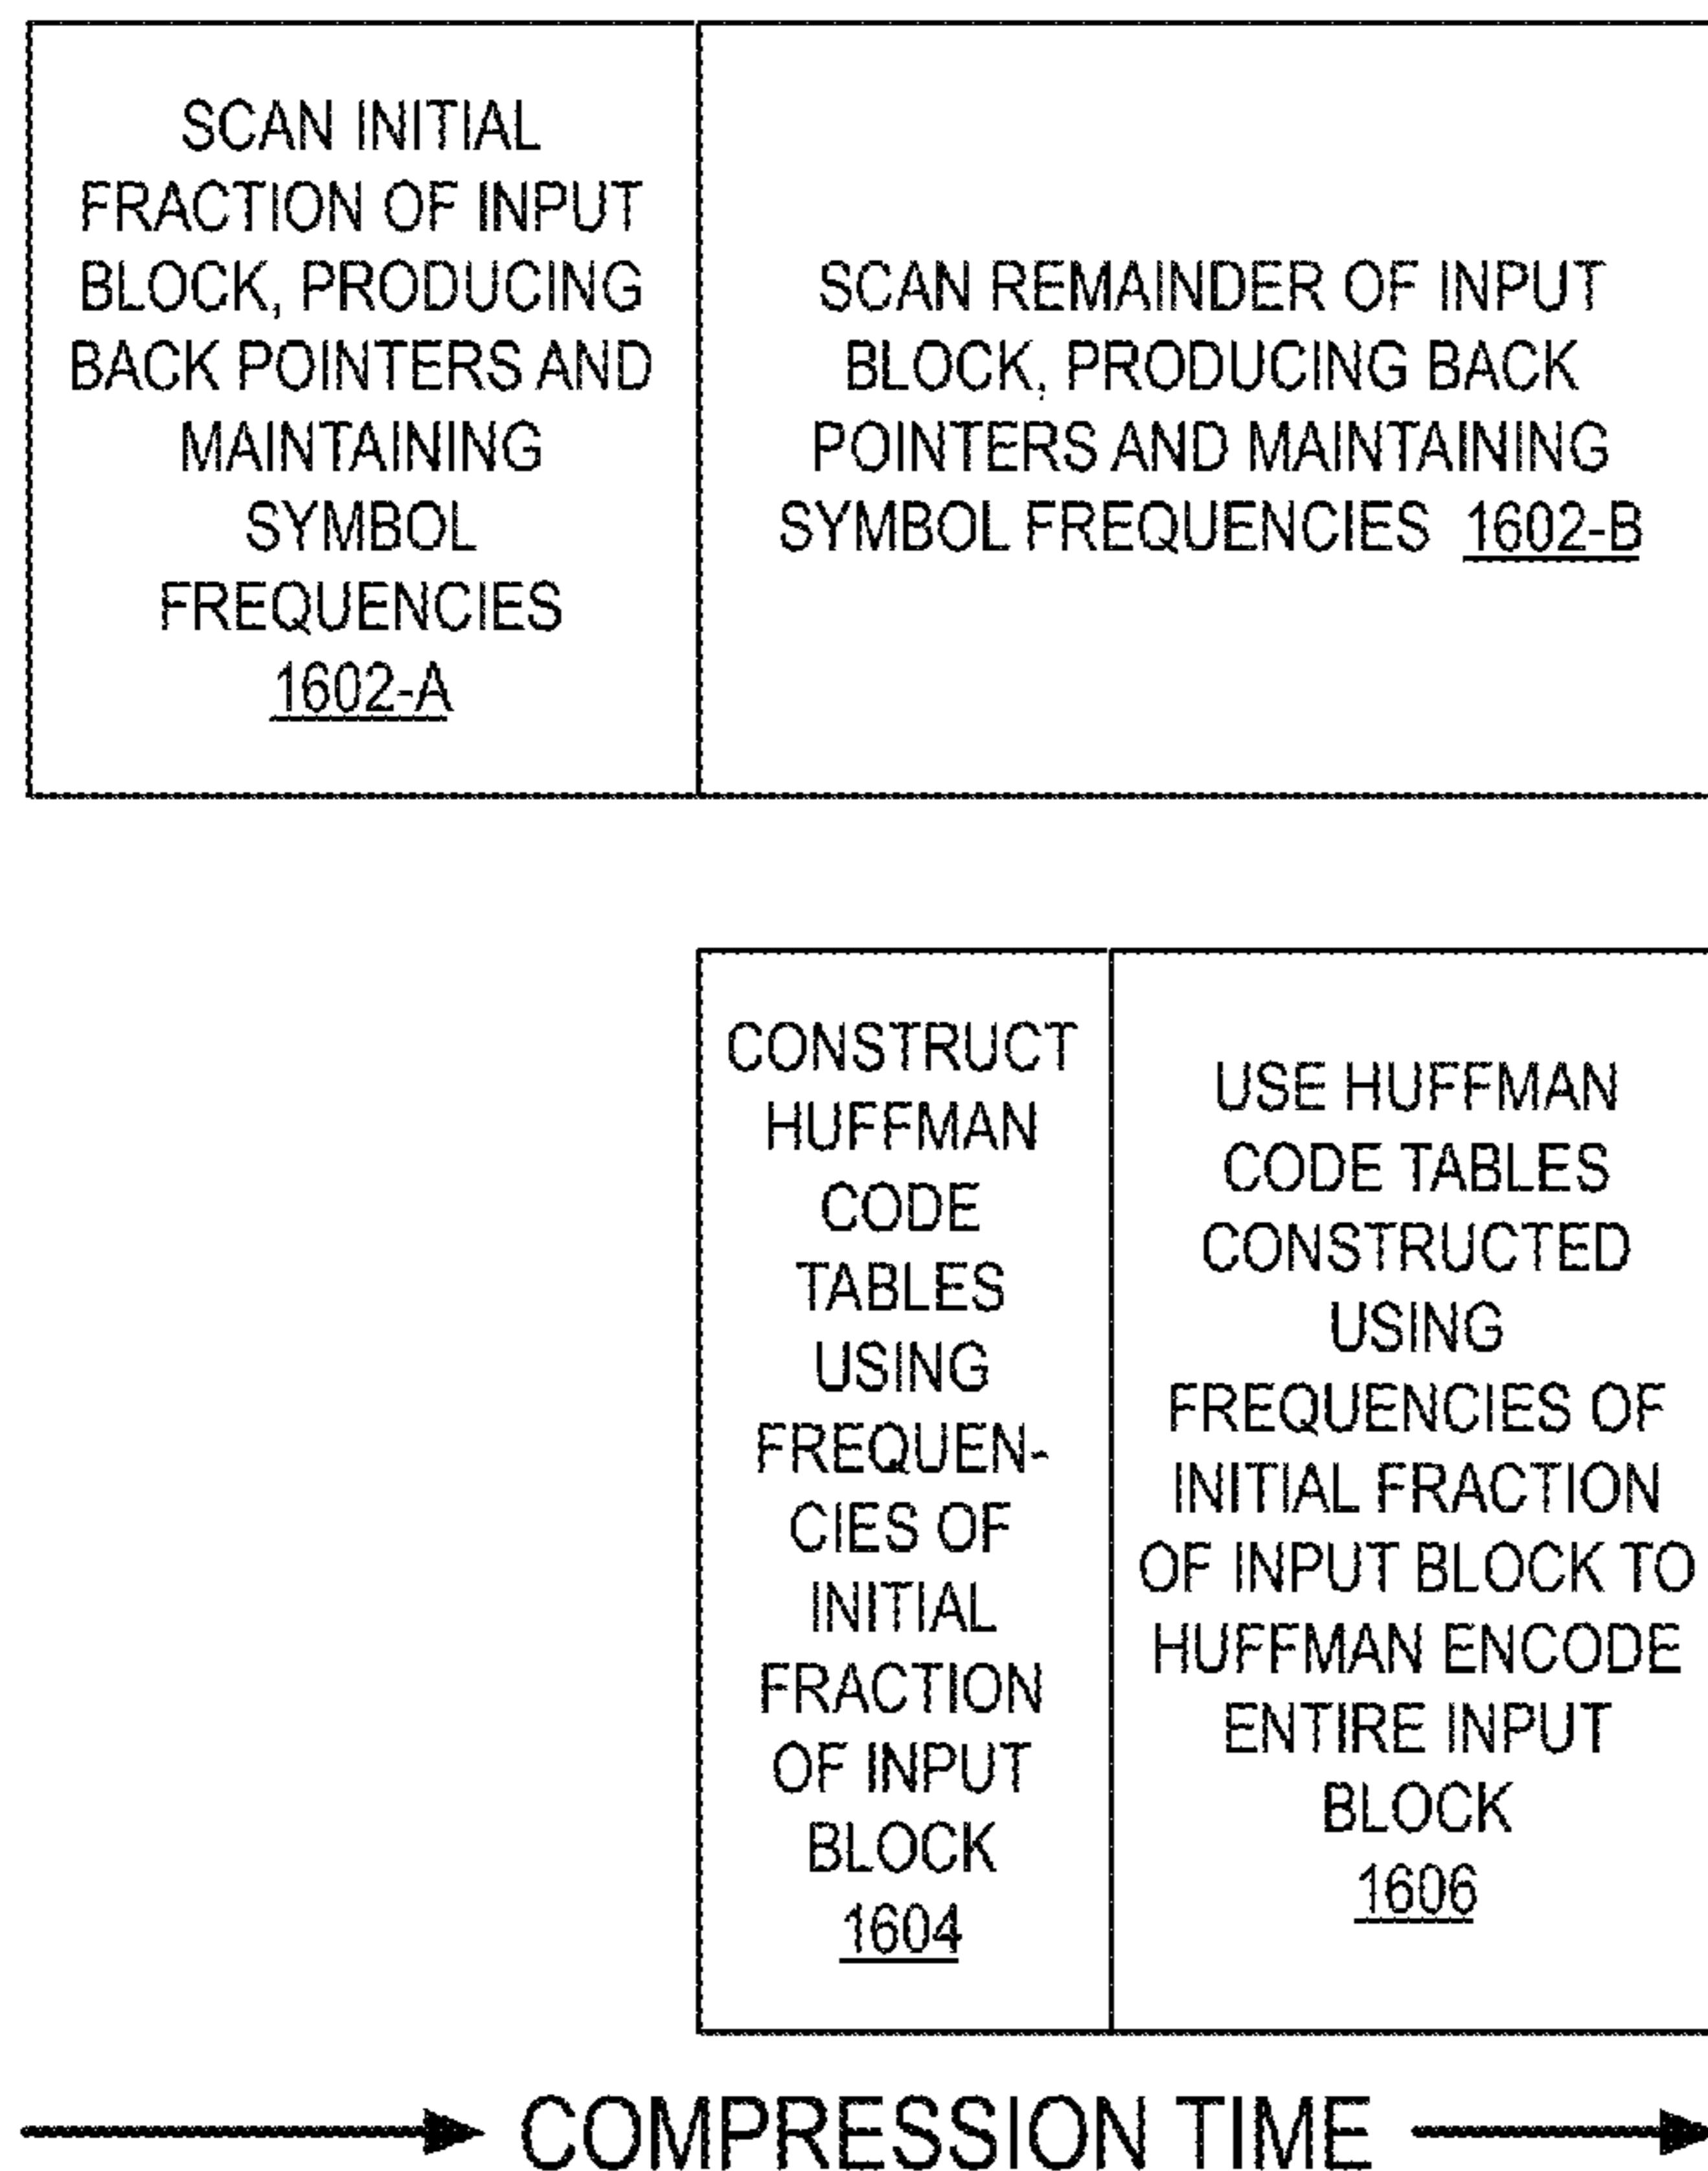 SCAN INITIAL
FRACTION OF INPUT
BLOCK, PRODUCING
BACK POINTERS AND
MAINTAINING
SYMBOL
FREQUENCIES
1602-A
SCAN REMAINDER OF INPUT
BLOCK, PRODUCING BACK
POINTERS AND MAINTAINING
SYMBOL FREQUENCIES 1602-B
CONSTRUCT
HUFFMAN
CODE
TABLES
USING
FREQUEN-
CIES OF
INITIAL
FRACTION
OF INPUT
BLOCK
1604
USE HUFFMAN
CODE TABLES
CONSTRUCTED
USING
FREQUENCIES OF
INITIAL FRACTION
OF INPUT BLOCK TO
HUFFMAN ENCODE
ENTIRE INPUT
BLOCK
1606
COMPRESSION TIME